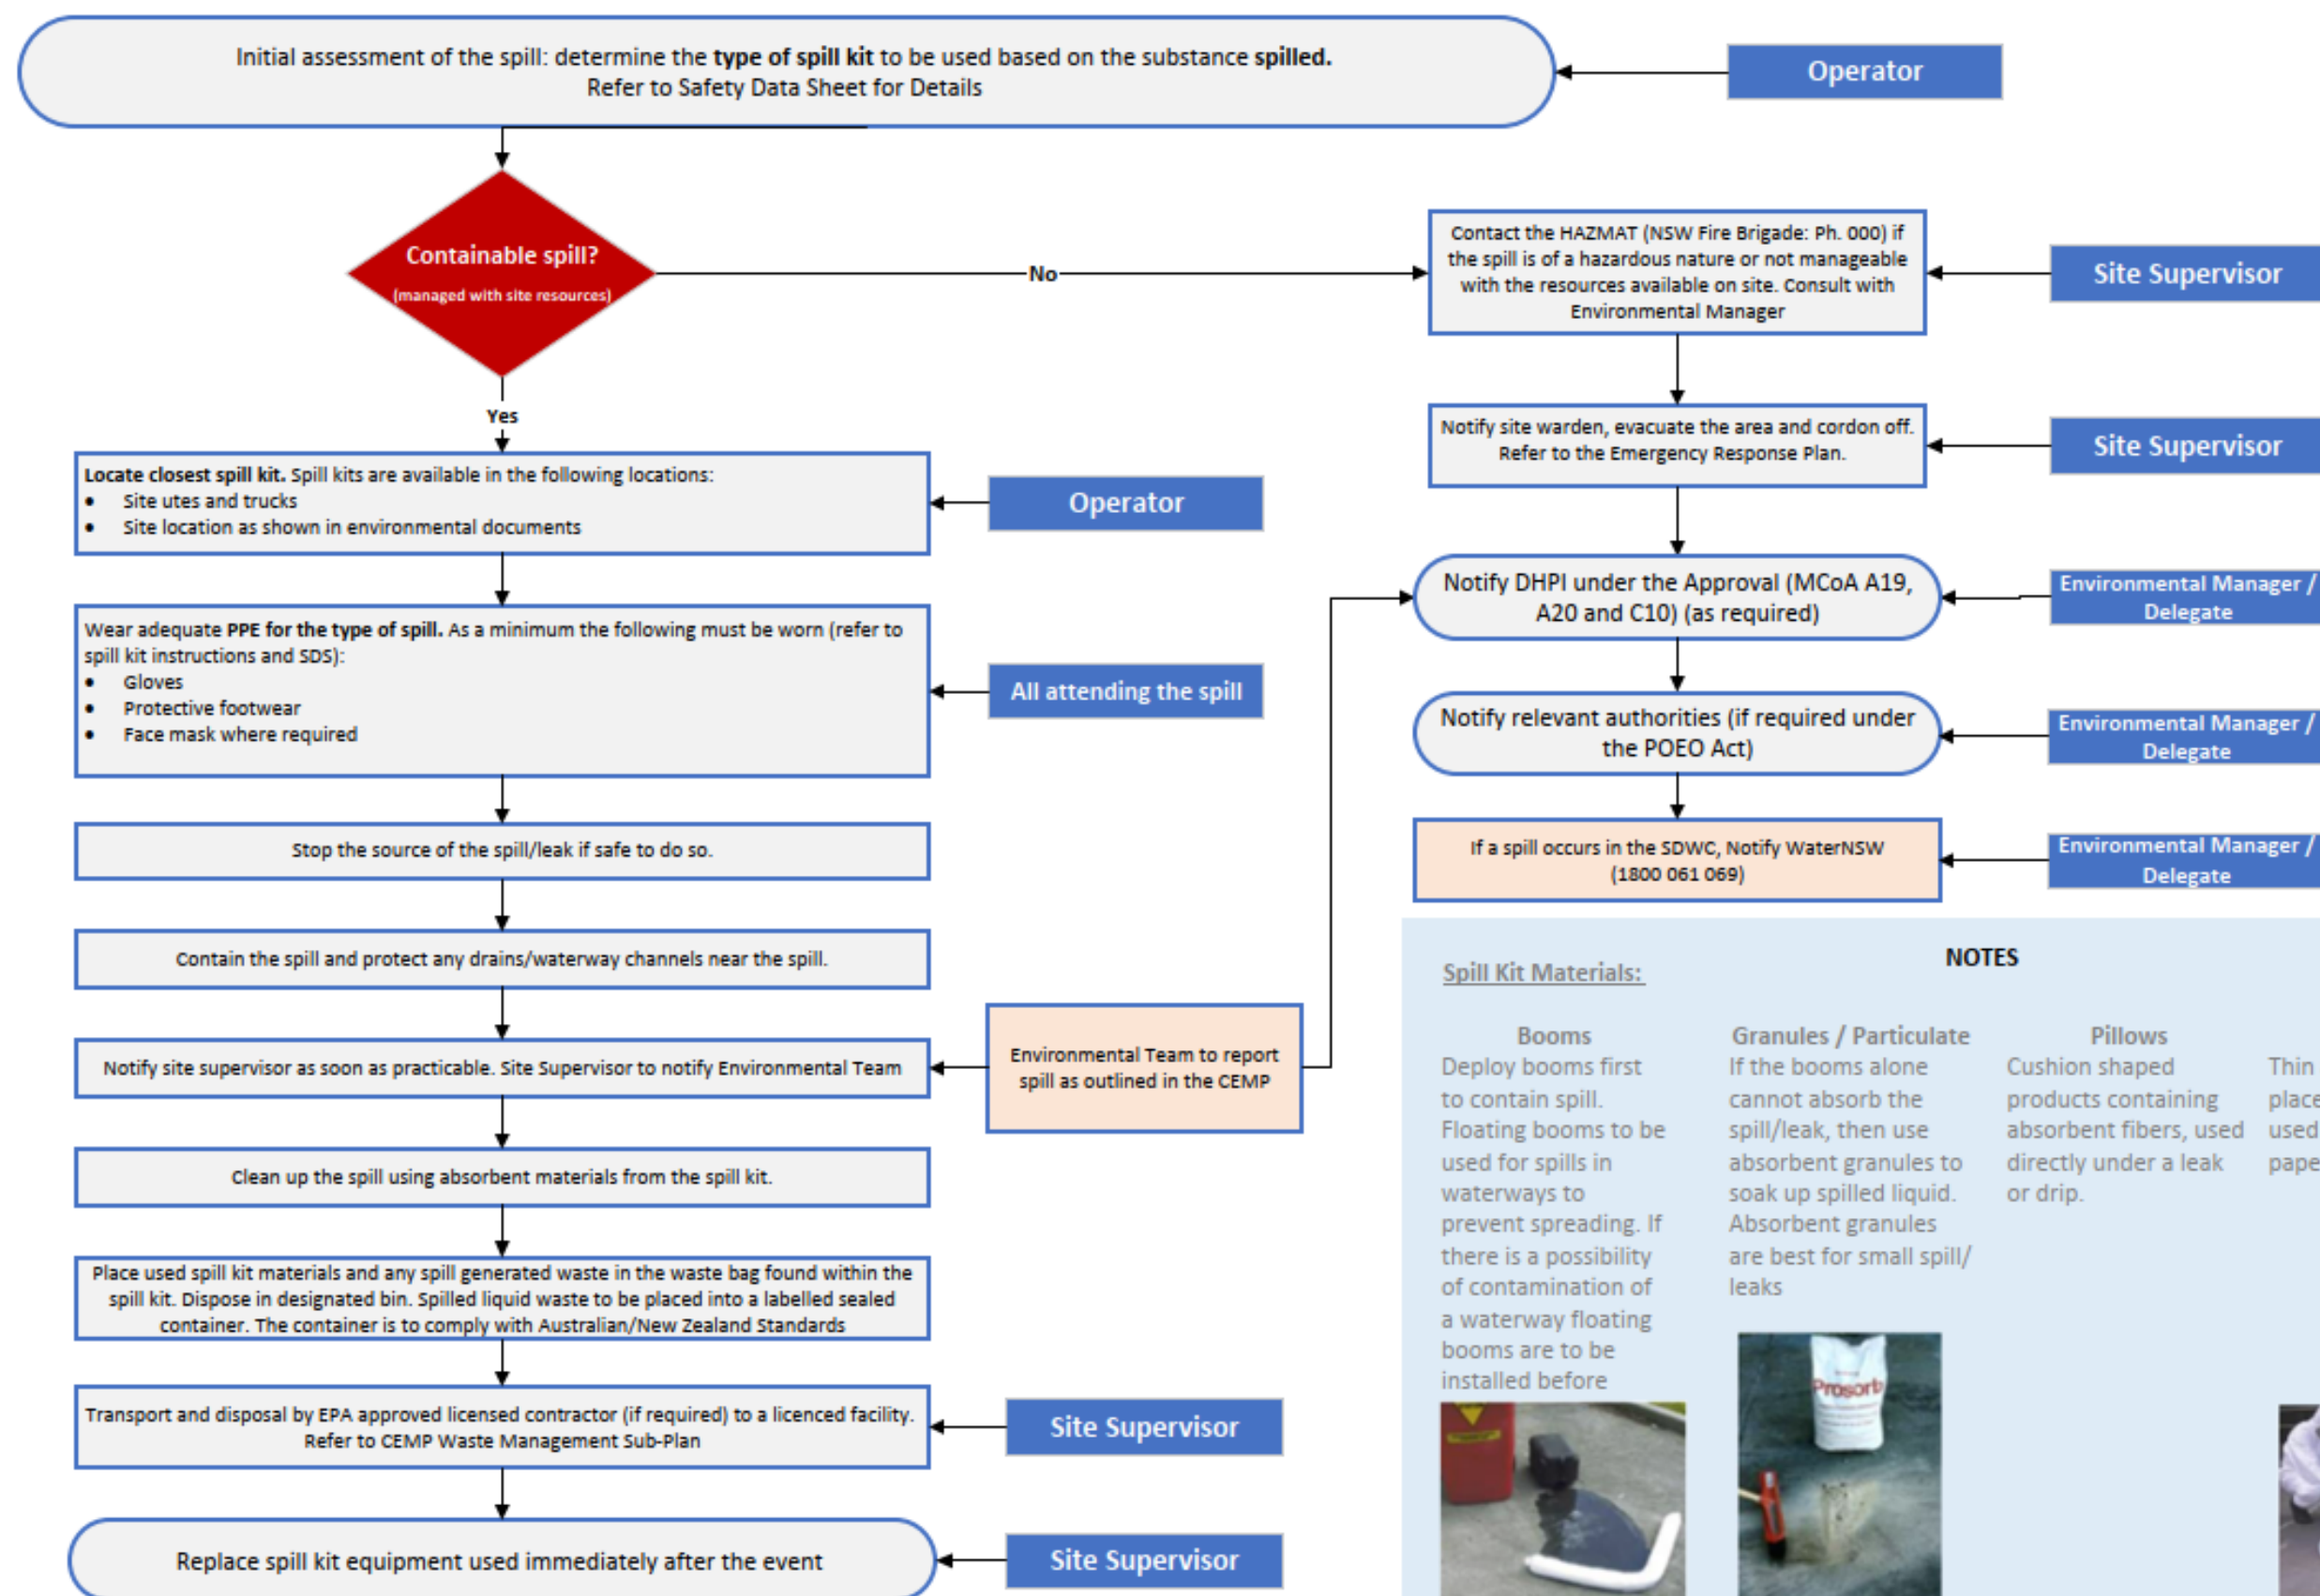 Initial assessment of the spill: determine the type of spill kit to be used based on the substance spilled.
Refer to Safety Data Sheet for Details
Operator
Containable spill?
(managed with site resources)
No
Contact the HAZMAT (NSW Fire Brigade: Ph. 000) if
the spill is of a hazardous nature or not manageable
with the resources available on site. Consult with
Environmental Manager
Site Supervisor
Yes
Notify site warden, evacuate the area and cordon off.
Refer to the Emergency Response Plan.
Site Supervisor
Locate closest spill kit. Spill kits are available in the following locations:
• Site utes and trucks
• Site location as shown in environmental documents
Operator
Notify DHPI under the Approval (MCoA A19,
A20 and C10) (as required)
Environmental Manager /
Delegate
Wear adequate PPE for the type of spill. As a minimum the following must be worn (refer to
spill kit instructions and SDS):
• Gloves
• Protective footwear
• Face mask where required
All attending the spill
Notify relevant authorities (if required under
the POEO Act)
Environmental Manager /
Delegate
Stop the source of the spill/leak if safe to do so.
If a spill occurs in the SDWC, Notify WaterNSW
(1800 061 069)
Environmental Manager /
Delegate
Contain the spill and protect any drains/waterway channels near the spill.
Notify site supervisor as soon as practicable. Site Supervisor to notify Environmental Team
Environmental Team to report
spill as outlined in the CEMP
Clean up the spill using absorbent materials from the spill kit.
Place used spill kit materials and any spill generated waste in the waste bag found within the
spill kit. Dispose in designated bin. Spilled liquid waste to be placed into a labelled sealed
container. The container is to comply with Australian/New Zealand Standards
Transport and disposal by EPA approved licensed contractor (if required) to a licenced facility.
Refer to CEMP Waste Management Sub-Plan
Site Supervisor
Replace spill kit equipment used immediately after the event
Site Supervisor
NOTES
Spill Kit Materials:
Booms
Deploy booms first
to contain spill.
Floating booms to be
used for spills in
waterways to
prevent spreading. If
there is a possibility
of contamination of
a waterway floating
booms are to be
installed before
Granules / Particulate
If the booms alone
cannot absorb the
spill/leak, then use
absorbent granules to
soak up spilled liquid.
Absorbent granules
are best for small spill/
leaks
Prosorb
Pillows
Cushion shaped
products containing
absorbent fibers, used
directly under a leak
or drip.
Thin
place
used
pape